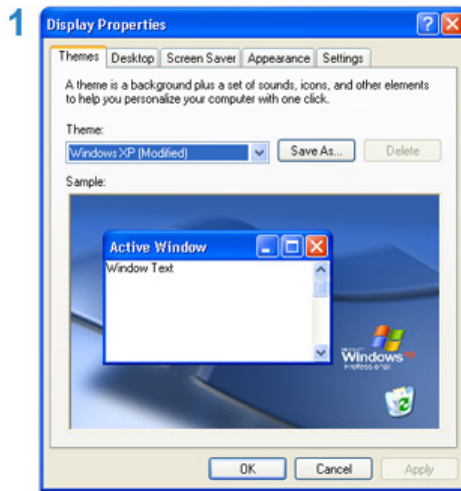 1
Display Properties
Themes Desktop Screen Saver Appearance Settings
A theme is a background plus a set of sounds, icons, and other elements
to help you personalize your computer with one click.
Theme:
Windows XP (Modified) Save As... Delete
Sample:
Active Window
Window Text
Microsoft
Windows xp
Professional
OK Cancel Apply